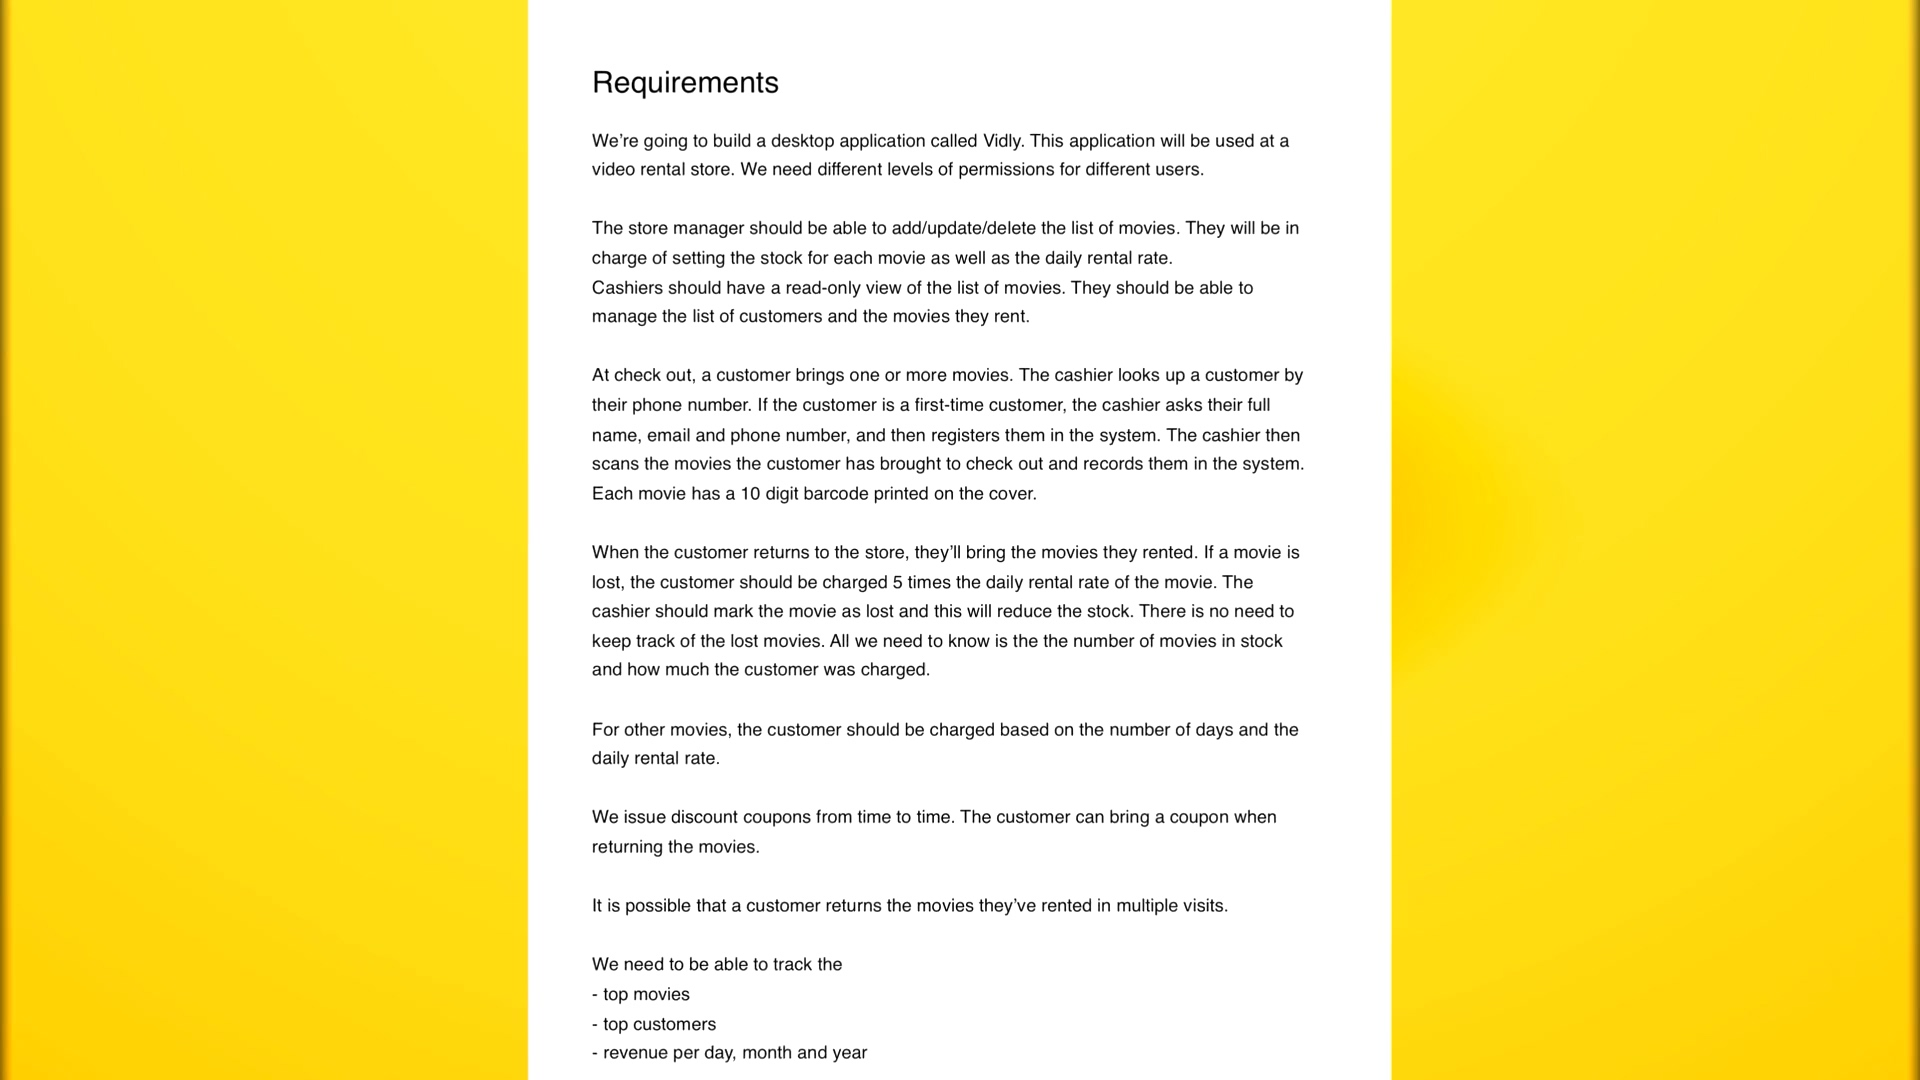 Requirements
We’re going to build a desktop application called Vidly. This application will be used at a
video rental store. We need different levels of permissions for different users.
The store manager should be able to add/update/delete the list of movies. They will be in
charge of setting the stock for each movie as well as the daily rental rate.
Cashiers should have a read-only view of the list of movies. They should be able to
manage the list of customers and the movies they rent.
At check out, a customer brings one or more movies. The cashier looks up a customer by
their phone number. If the customer is a first-time customer, the cashier asks their full
name, email and phone number, and then registers them in the system. The cashier then
scans the movies the customer has brought to check out and records them in the system.
Each movie has a 10 digit barcode printed on the cover.
When the customer returns to the store, they’ll bring the movies they rented. If a movie is
lost, the customer should be charged 5 times the daily rental rate of the movie. The
cashier should mark the movie as lost and this will reduce the stock. There is no need to
keep track of the lost movies. All we need to know is the the number of movies in stock
and how much the customer was charged.
For other movies, the customer should be charged based on the number of days and the
daily rental rate.
We issue discount coupons from time to time. The customer can bring a coupon when
returning the movies.
It is possible that a customer returns the movies they’ve rented in multiple visits.
We need to be able to track the
- top movies
- top customers
- revenue per day, month and year